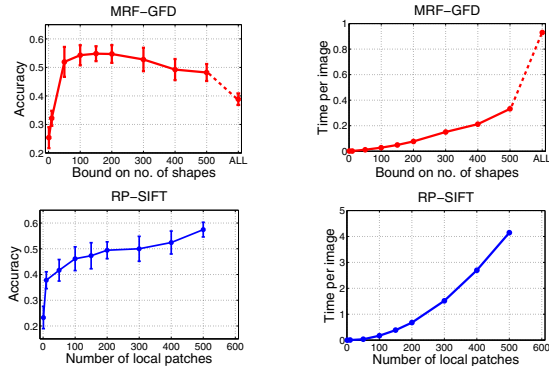 MRF-GFD
Accuracy
0.6
0.5
0.4
0.3
0.2
0 100 200 300 400 500 ALL
Bound on no. of shapes
MRF-GFD
Time per image
1
0.8
0.6
0.4
0.2
0
0 100 200 300 400 500 ALL
Bound on no. of shapes
RP-SIFT
Accuracy
0.6
0.5
0.4
0.3
0.2
0 100 200 300 400 500 600
Number of local patches
RP-SIFT
Time per image
5
4
3
2
1
0
0 100 200 300 400 500 600
Number of local patches